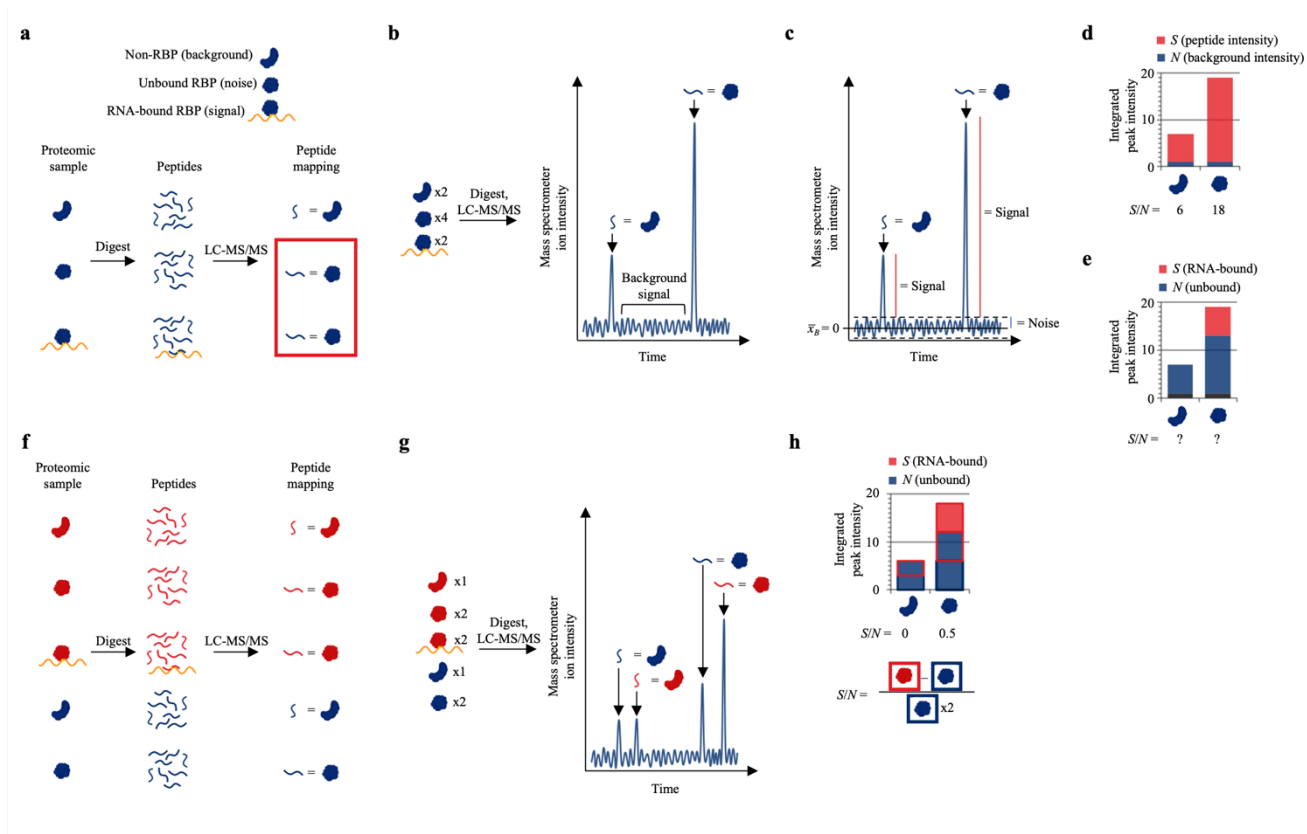 a
Non-RBP (background)
Unbound RBP (noise)
RNA-bound RBP (signal)
Proteomic
sample
Peptides
Peptide
mapping
Digest
LC-MS/MS
=
=
=
b
x2
x4
x2
Digest,
LC-MS/MS
Mass spectrometer
ion intensity
=
=
Background
signal
Time
c
Mass spectrometer
ion intensity
=
=
= Signal
= Signal
x̄B = 0
= Noise
Time
d
S (peptide intensity)
N (background intensity)
Integrated
peak intensity
20
10
0
S/N = 6 18
e
S (RNA-bound)
N (unbound)
Integrated
peak intensity
20
10
0
S/N = ? ?
f
Proteomic
sample
Peptides
Peptide
mapping
Digest
LC-MS/MS
=
=
=
=
=
g
x1
x2
x2
x1
x2
Digest,
LC-MS/MS
Mass spectrometer
ion intensity
=
=
=
=
Time
h
S (RNA-bound)
N (unbound)
Integrated
peak intensity
20
10
0
S/N = 0 0.5
S/N =
–
x2